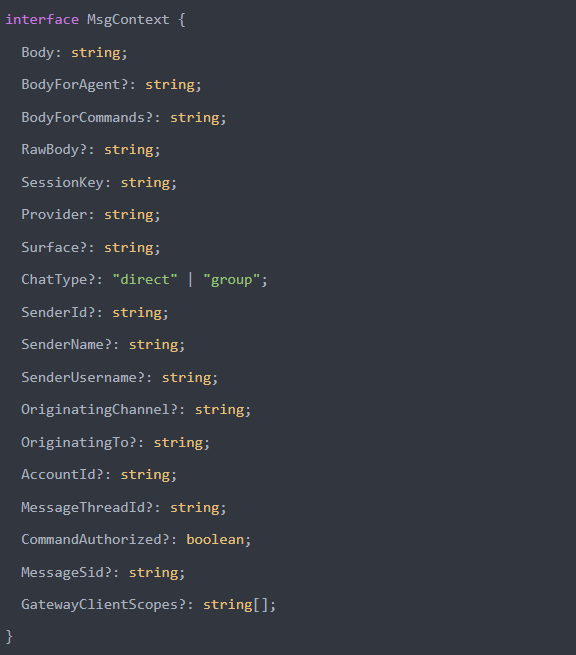 interface MsgContext {
Body: string;
BodyForAgent?: string;
BodyForCommands?: string;
RawBody?: string;
SessionKey: string;
Provider: string;
Surface?: string;
ChatType?: "direct" | "group";
SenderId?: string;
SenderName?: string;
SenderUsername?: string;
OriginatingChannel?: string;
OriginatingTo?: string;
AccountId?: string;
MessageThreadId?: string;
CommandAuthorized?: boolean;
MessageSid?: string;
GatewayClientScopes?: string[];
}